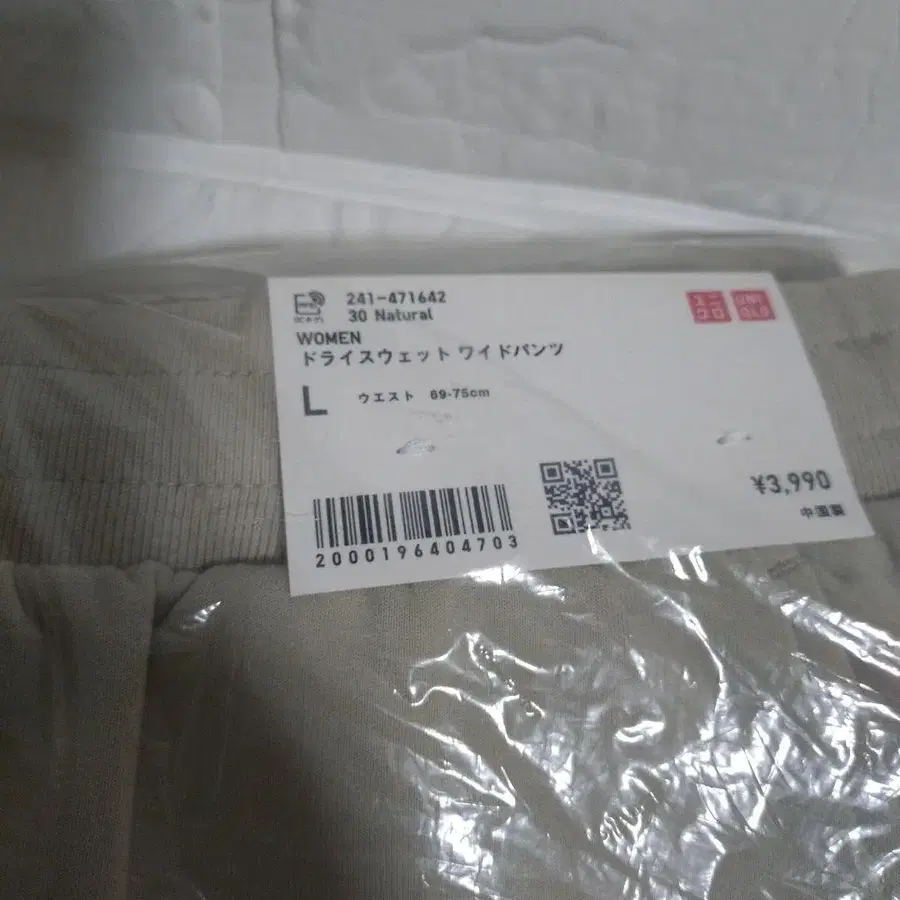 241-471642
30 Natural
ユニクロ
UNIQLO
WOMEN
ドライスウェット ワイドパンツ
L ウエスト 69-75cm
¥3,990
中国製
2000196404703